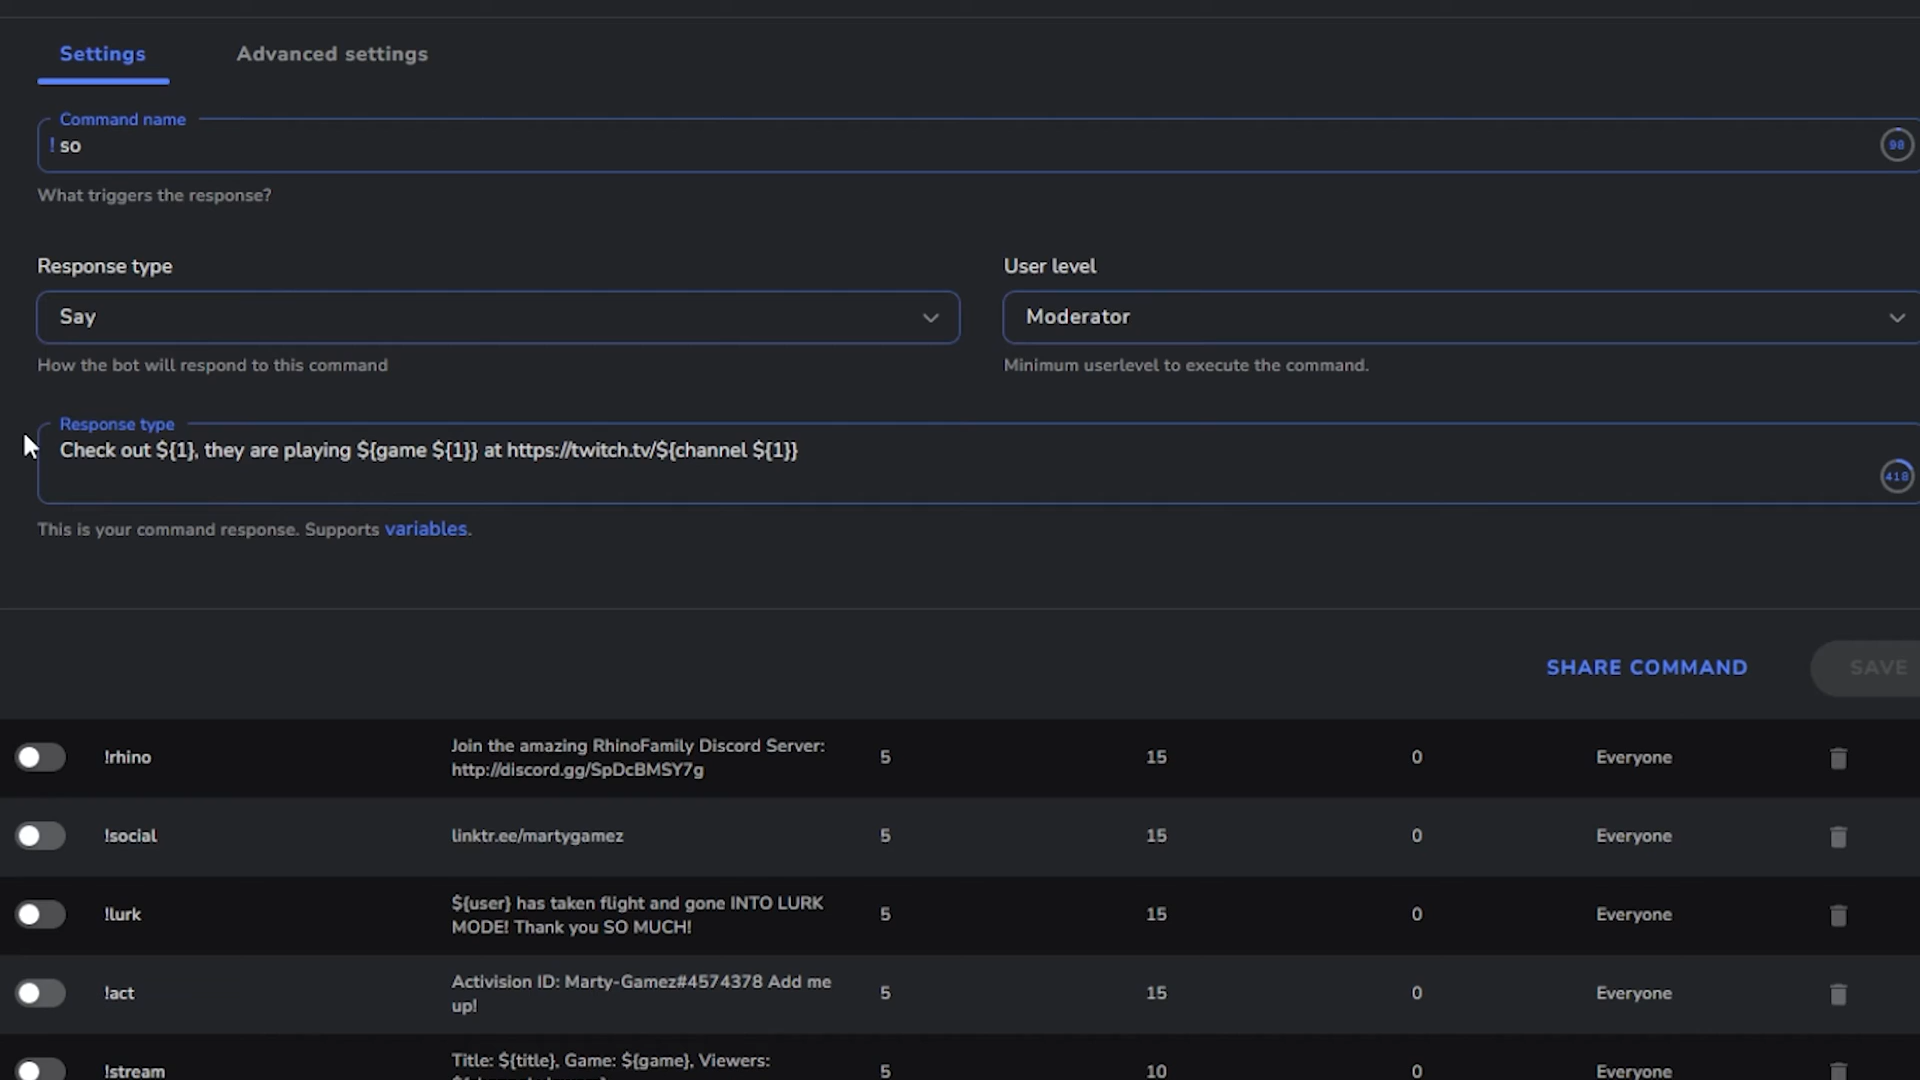 Settings
Advanced settings
Command name
! so
98
What triggers the response?
Response type
User level
Say
Moderator
How the bot will respond to this command
Minimum userlevel to execute the command.
Response type
Check out ${1}, they are playing ${game ${1}} at https://twitch.tv/${channel ${1}}
418
This is your command response. Supports variables.
SHARE COMMAND
SAVE
!rhino
Join the amazing RhinoFamily Discord Server:
http://discord.gg/SpDcBMSY7g
5
15
0
Everyone
!social
linktr.ee/martygamez
5
15
0
Everyone
!lurk
${user} has taken flight and gone INTO LURK
MODE! Thank you SO MUCH!
5
15
0
Everyone
!act
Activision ID: Marty-Gamez#4574378 Add me
up!
5
15
0
Everyone
!stream
Title: ${title}, Game: ${game}, Viewers:
5
10
0
Everyone